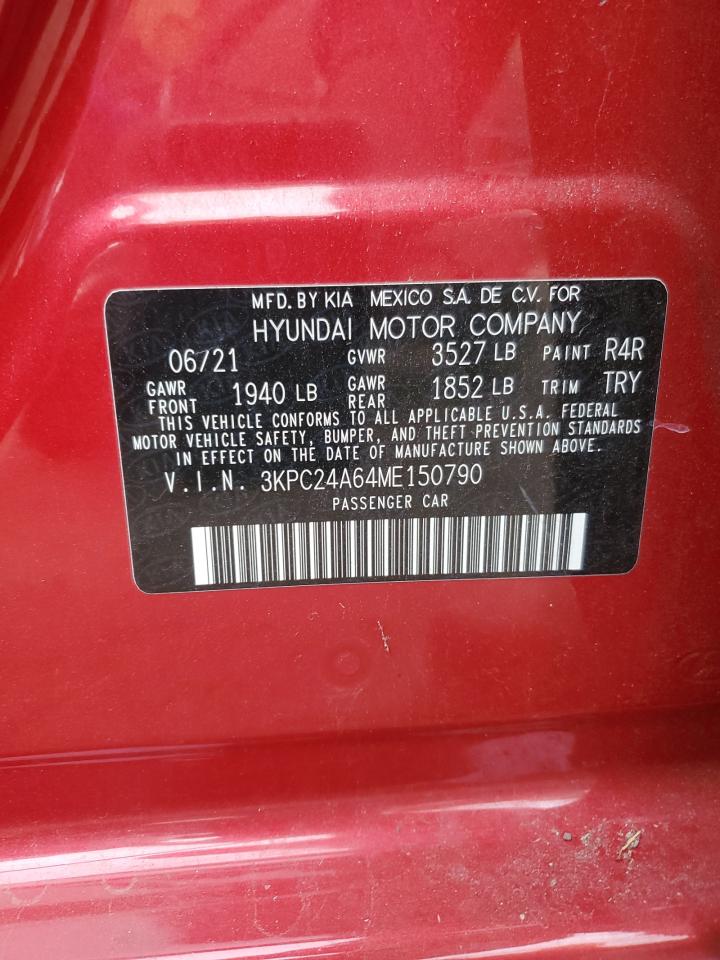 MFD. BY KIA MEXICO S.A. DE C.V. FOR
HYUNDAI MOTOR COMPANY
06/21 GVWR 3527 LB PAINT R4R
GAWR FRONT 1940 LB GAWR REAR 1852 LB TRIM TRY
THIS VEHICLE CONFORMS TO ALL APPLICABLE U.S.A. FEDERAL
MOTOR VEHICLE SAFETY, BUMPER, AND THEFT PREVENTION STANDARDS
IN EFFECT ON THE DATE OF MANUFACTURE SHOWN ABOVE.
V.I.N. 3KPC24A64ME150790
PASSENGER CAR